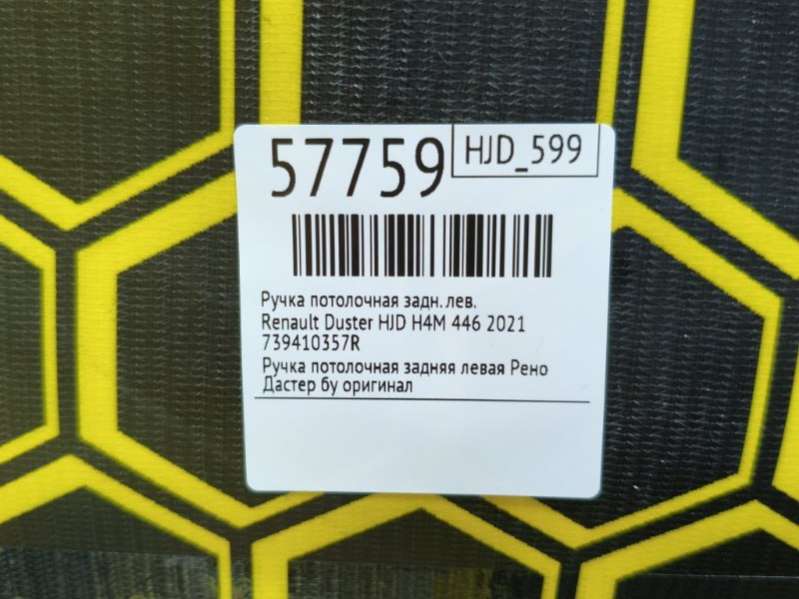 57759
HJD_599
Ручка потолочная задн. лев.
Renault Duster HJD H4M 446 2021
739410357R
Ручка потолочная задняя левая Рено
Дастер бу оригинал